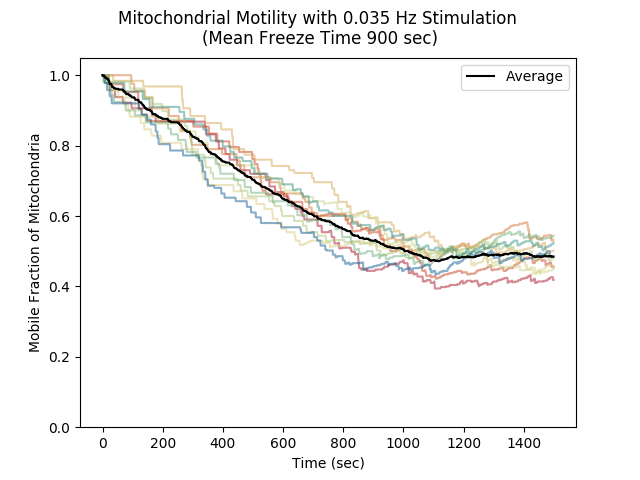 Mitochondrial Motility with 0.035 Hz Stimulation
(Mean Freeze Time 900 sec)
Average
Mobile Fraction of Mitochondria
1.0
0.8
0.6
0.4
0.2
0.0
0 200 400 600 800 1000 1200 1400
Time (sec)